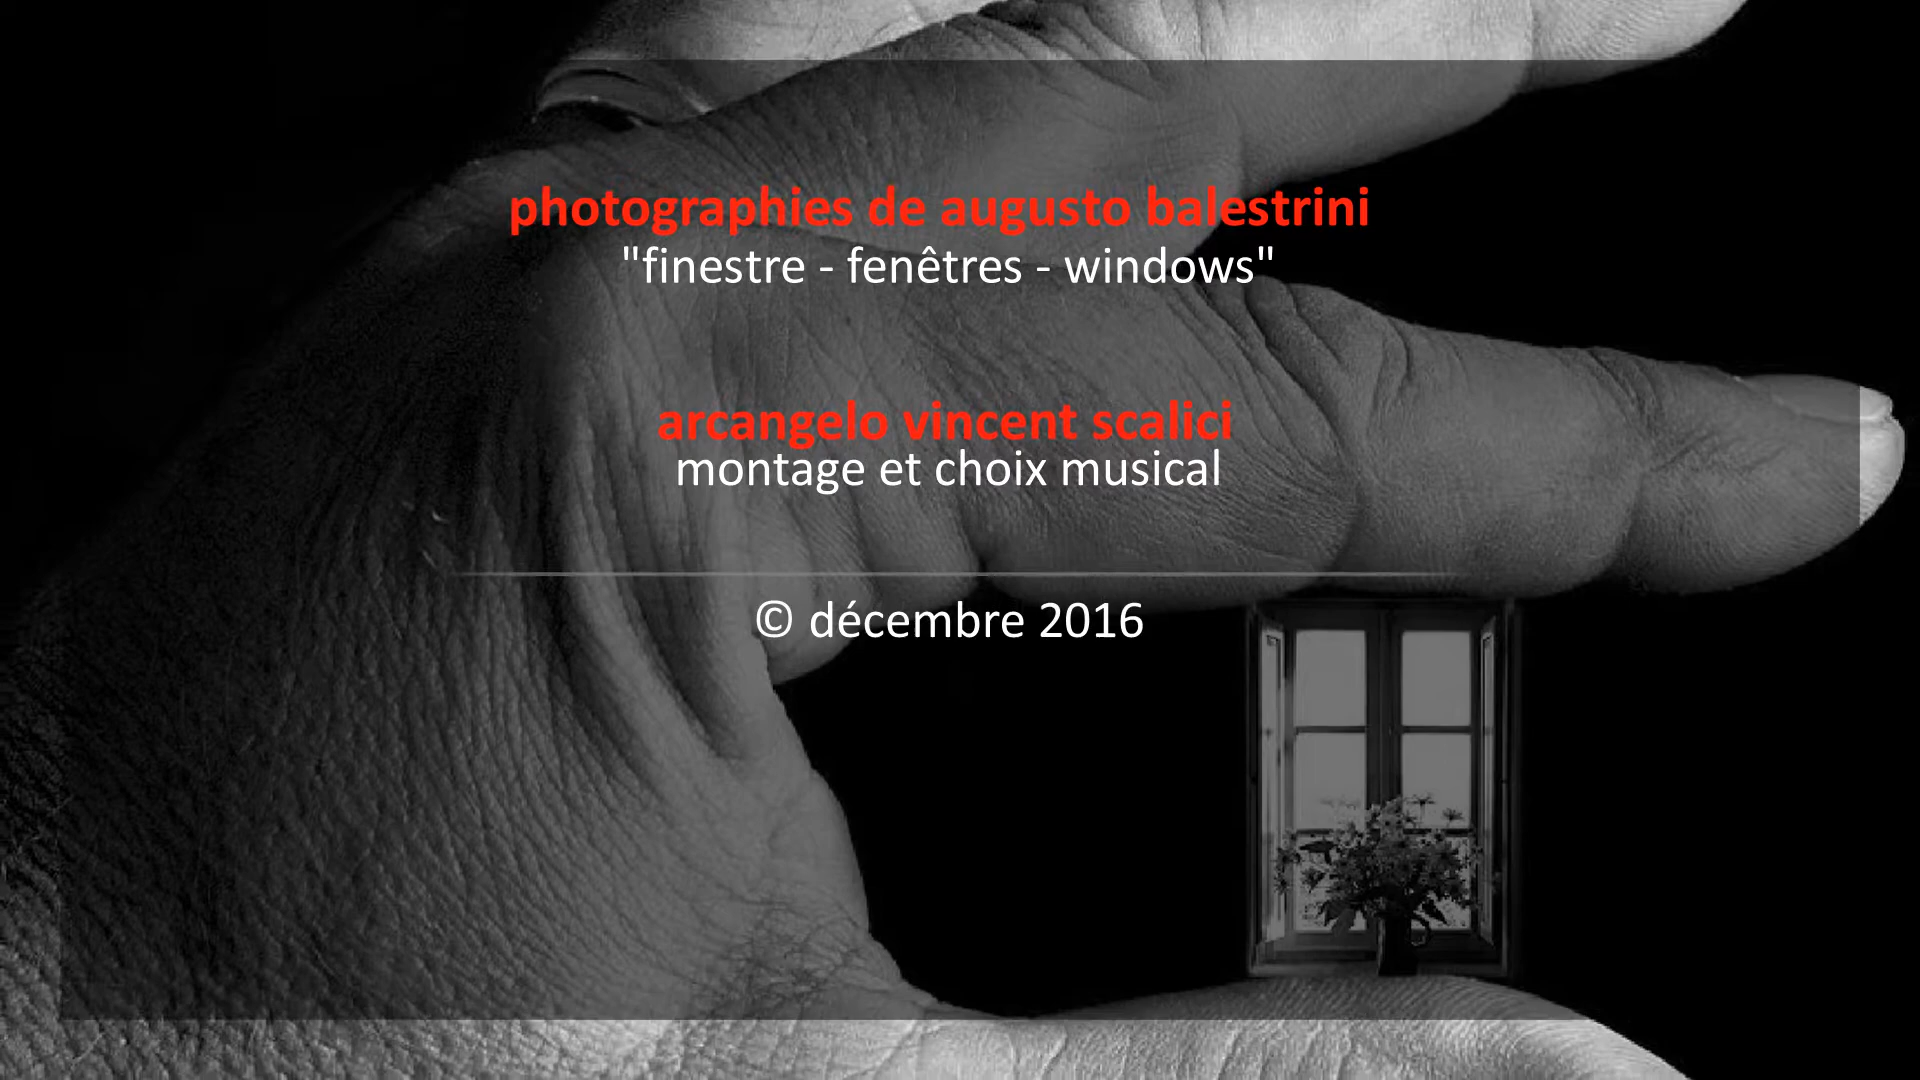 photographies de augusto balestrini
"finestre - fenêtres - windows"
arcangelo vincent scalici
montage et choix musical
© décembre 2016